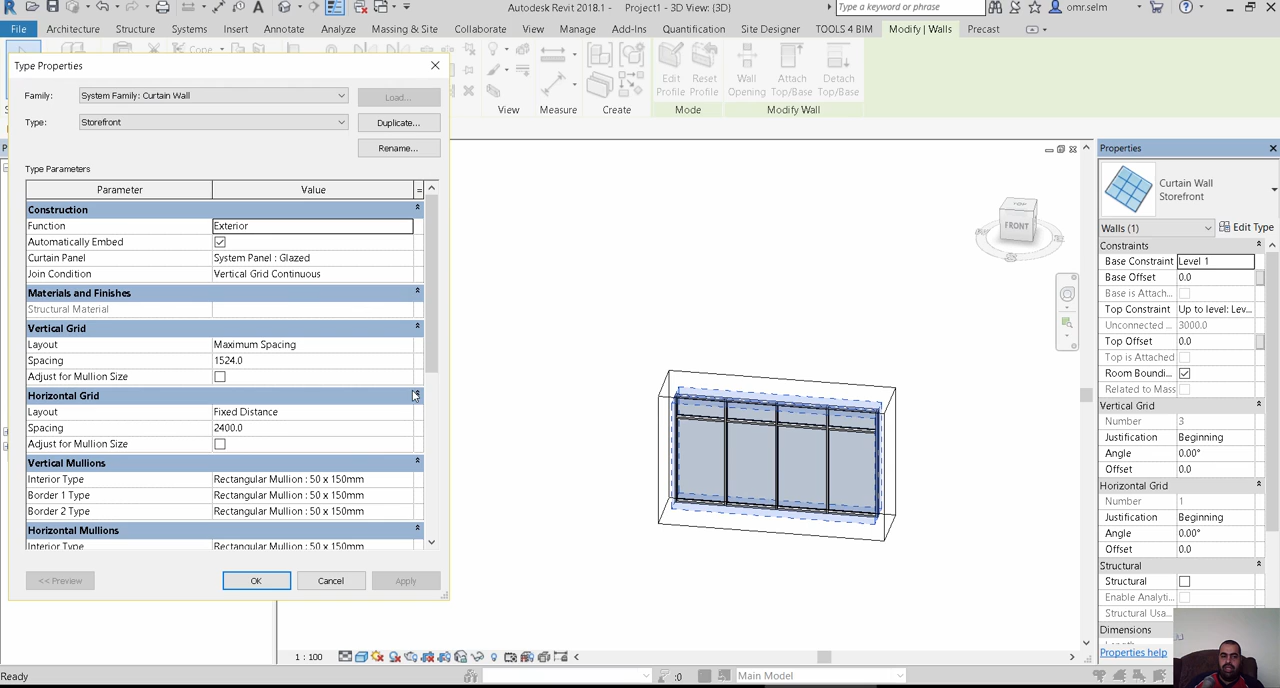 Autodesk Revit 2018.1 - Project1 - 3D View: {3D}
Type a keyword or phrase
omr.selm
File Architecture Structure Systems Insert Annotate Analyze Massing & Site Collaborate View Manage Add-Ins Quantification Site Designer TOOLS 4 BIM Modify | Walls Precast
Cope
Edit Profile
Reset Profile
Wall Opening
Attach Top/Base
Detach Top/Base
View Measure Create Mode Modify Wall
Type Properties
Family: System Family: Curtain Wall Load...
Type: Storefront Duplicate...
Rename...
Type Parameters
Parameter Value =
Construction
Function Exterior
Automatically Embed
Curtain Panel System Panel : Glazed
Join Condition Vertical Grid Continuous
Materials and Finishes
Structural Material
Vertical Grid
Layout Maximum Spacing
Spacing 1524.0
Adjust for Mullion Size
Horizontal Grid
Layout Fixed Distance
Spacing 2400.0
Adjust for Mullion Size
Vertical Mullions
Interior Type Rectangular Mullion : 50 x 150mm
Border 1 Type Rectangular Mullion : 50 x 150mm
Border 2 Type Rectangular Mullion : 50 x 150mm
Horizontal Mullions
Interior Type Rectangular Mullion : 50 x 150mm
<< Preview OK Cancel Apply
TOP
FRONT
Properties
Curtain Wall
Storefront
Walls (1) Edit Type
Constraints
Base Constraint Level 1
Base Offset 0.0
Base is Attach...
Top Constraint Up to level: Lev...
Unconnected ... 3000.0
Top Offset 0.0
Top is Attached
Room Boundi...
Related to Mass
Vertical Grid
Number 3
Justification Beginning
Angle 0.00°
Offset 0.0
Horizontal Grid
Number 1
Justification Beginning
Angle 0.00°
Offset 0.0
Structural
Structural
Enable Analyti...
Structural Usa...
Dimensions
Properties help
1 : 100
Ready
:0
Main Model